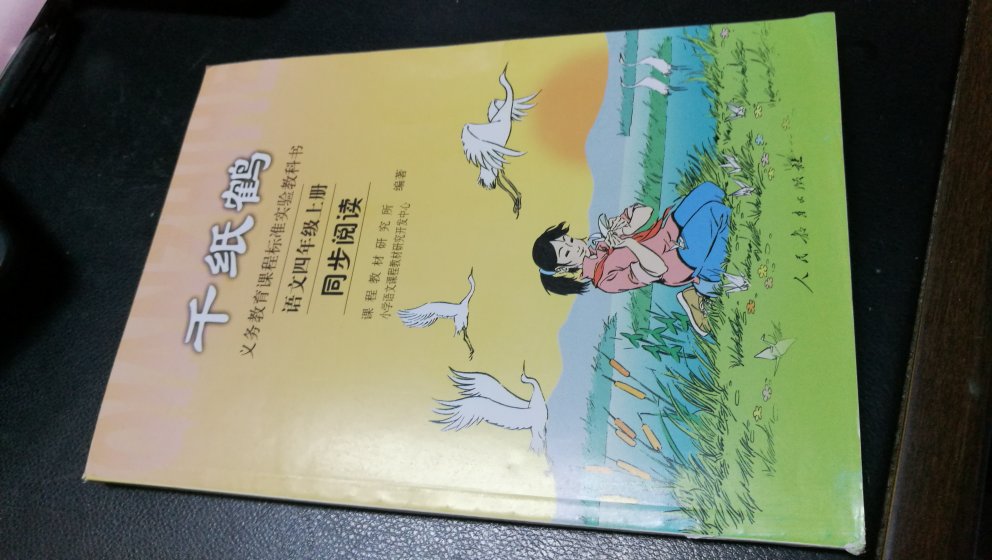 千纸鹤
义务教育课程标准实验教科书
语文四年级上册
同步阅读
课程教材研究所
小学语文课程教材研究开发中心
编著
人民教育出版社